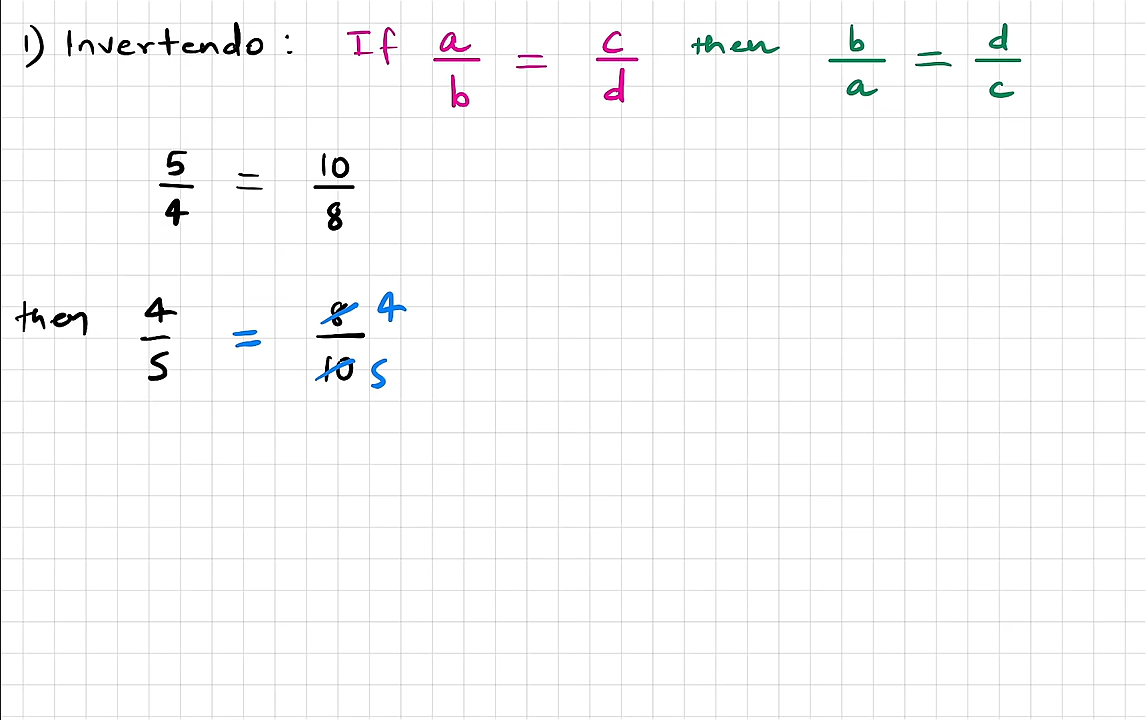 1) Invertendo : If a/b = c/d then b/a = d/c
5/4 = 10/8
then 4/5 = 8/10 4 5